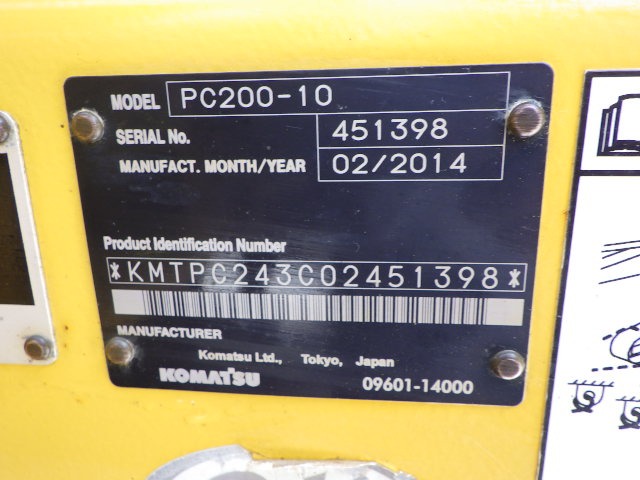 MODEL PC200-10
SERIAL No. 451398
MANUFACT. MONTH/YEAR 02/2014
Product Identification Number
*KMTPC243C02451398*
MANUFACTURER
Komatsu Ltd., Tokyo, Japan
KOMATSU 09601-14000